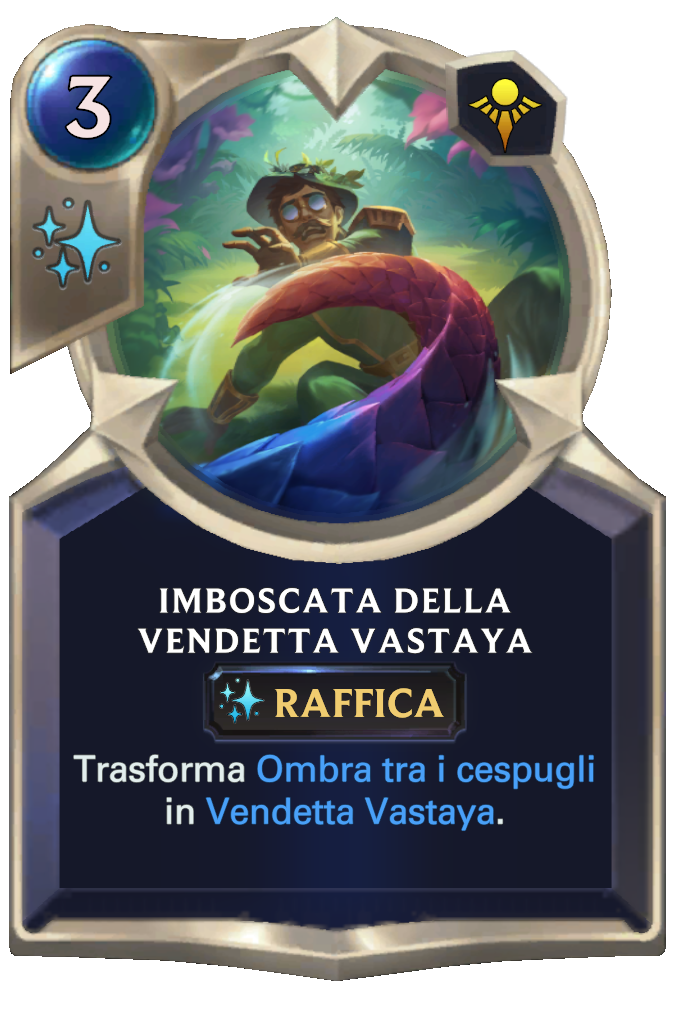 3
IMBOSCATA DELLA
VENDETTA VASTAYA
RAFFICA
Trasforma Ombra tra i cespugli
in Vendetta Vastaya.